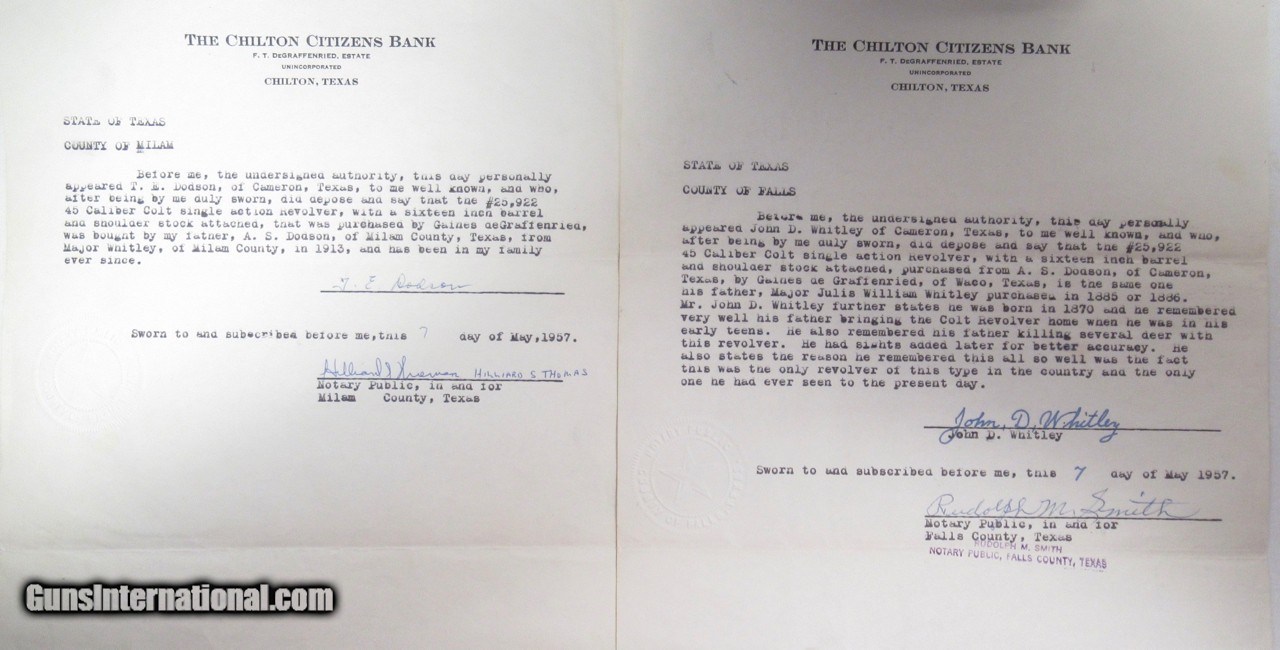 THE CHILTON CITIZENS BANK
F. T. DEGRAFFENRIED, ESTATE
UNINCORPORATED
CHILTON, TEXAS
STATE OF TEXAS
COUNTY OF MILAM
Before me, the undersigned authority, this day personally
appeared T. E. Dodson, of Cameron, Texas, to me well known, and who,
after being by me duly sworn, did depose and say that the #25,922
45 Caliber Colt single action Revolver, with a sixteen inch barrel
and shoulder stock attached, that was purchased by Gaines deGraffenried,
was bought by my father, A. S. Dodson, of Milam County, Texas, from
Major Whitley, of Milam County, in 1913, and has been in my family
ever since.
T. E. Dodson
Sworn to and subscribed before me,this 7 day of May,1957.
HILLIARD S THOMAS
Notary Public, in and for
Milam County, Texas
THE CHILTON CITIZENS BANK
F. T. DEGRAFFENRIED, ESTATE
UNINCORPORATED
CHILTON, TEXAS
STATE OF TEXAS
COUNTY OF FALLS
Before me, the undersigned authority, this day personally
appeared John D. Whitley of Cameron, Texas, to me well known, and who,
after being by me duly sworn, did depose and say that the #25,922
45 Caliber Colt single action Revolver, with a sixteen inch barrel
and shoulder stock attached, purchased from A. S. Dodson, of Cameron,
Texas, by Gaines de Graffenried, of Waco, Texas, is the same one
his father, Major Julis William Whitley purchased in 1885 or 1886.
Mr. John D. Whitley further states he was born in 1870 and he remembered
very well his father bringing the Colt Revolver home when he was in his
early teens. He also remembered his father killing several deer with
this revolver. He had sights added later for better accuracy. He
also states the reason he remembered this all so well was the fact
this was the only revolver of this type in the country and the only
one he had ever seen to the present day.
John, D, Whitley
John D. Whitley
Sworn to and subscribed before me, this 7 day of May 1957.
Rudolph M. Smith
Notary Public, in and for
Falls County, Texas
RUDOLPH M. SMITH
NOTARY PUBLIC, FALLS COUNTY, TEXAS
GunsInternational.com